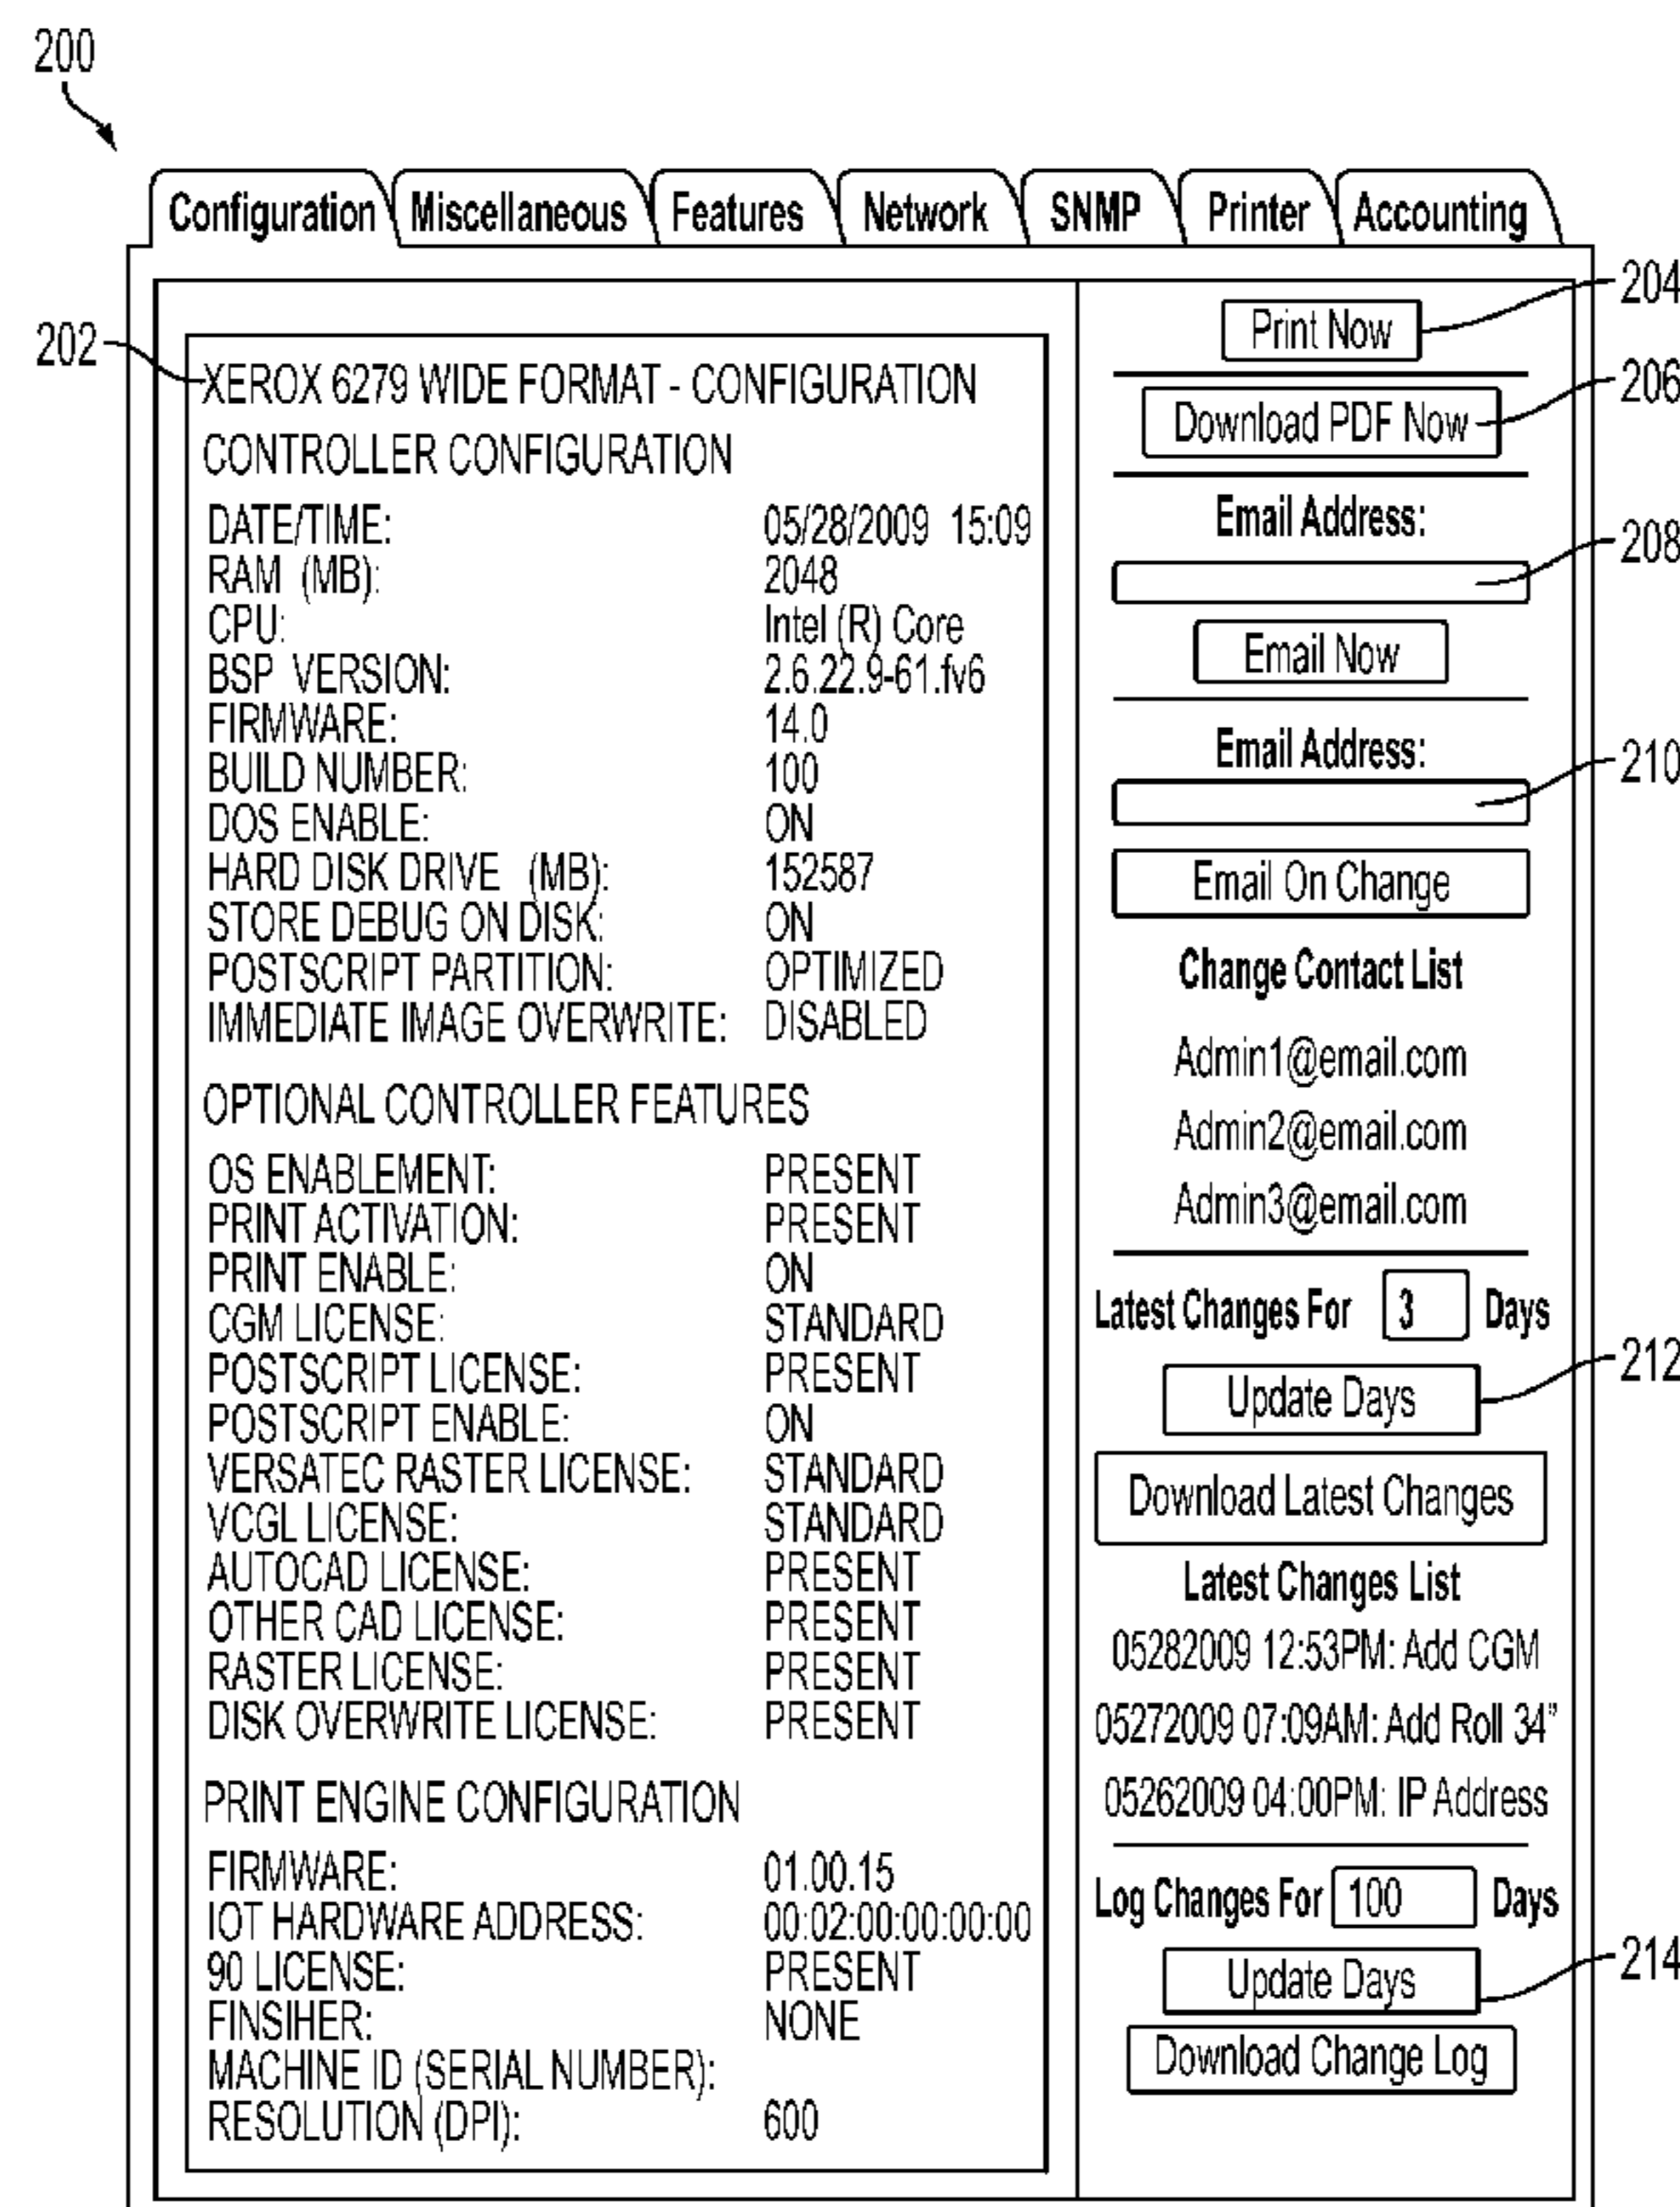 200
Configuration Miscellaneous Features Network SNMP Printer Accounting
202
XEROX 6279 WIDE FORMAT - CONFIGURATION
CONTROLLER CONFIGURATION
DATE/TIME: 05/28/2009 15:09
RAM (MB): 2048
CPU: Intel (R) Core
BSP VERSION: 2.6.22.9-61.fv6
FIRMWARE: 14.0
BUILD NUMBER: 100
DOS ENABLE: ON
HARD DISK DRIVE (MB): 152587
STORE DEBUG ON DISK: ON
POSTSCRIPT PARTITION: OPTIMIZED
IMMEDIATE IMAGE OVERWRITE: DISABLED
OPTIONAL CONTROLLER FEATURES
OS ENABLEMENT: PRESENT
PRINT ACTIVATION: PRESENT
PRINT ENABLE: ON
CGM LICENSE: STANDARD
POSTSCRIPT LICENSE: PRESENT
POSTSCRIPT ENABLE: ON
VERSATEC RASTER LICENSE: STANDARD
VCGL LICENSE: STANDARD
AUTOCAD LICENSE: PRESENT
OTHER CAD LICENSE: PRESENT
RASTER LICENSE: PRESENT
DISK OVERWRITE LICENSE: PRESENT
PRINT ENGINE CONFIGURATION
FIRMWARE: 01.00.15
IOT HARDWARE ADDRESS: 00:02:00:00:00:00
90 LICENSE: PRESENT
FINSIHER: NONE
MACHINE ID (SERIAL NUMBER):
RESOLUTION (DPI): 600
204
Print Now
206
Download PDF Now
Email Address:
208
Email Now
Email Address:
210
Email On Change
Change Contact List
Admin1@email.com
Admin2@email.com
Admin3@email.com
Latest Changes For 3 Days
212
Update Days
Download Latest Changes
Latest Changes List
05282009 12:53PM: Add CGM
05272009 07:09AM: Add Roll 34”
05262009 04:00PM: IP Address
Log Changes For 100 Days
214
Update Days
Download Change Log